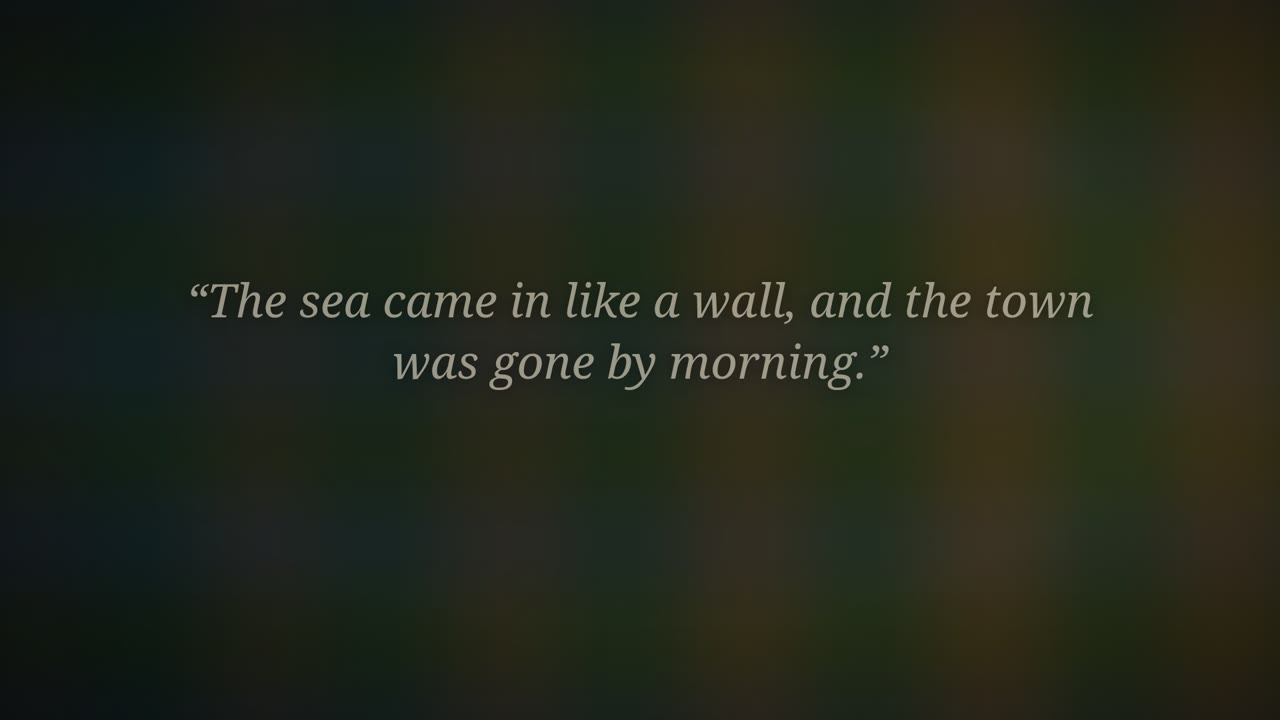 “The sea came in like a wall, and the town
was gone by morning.”